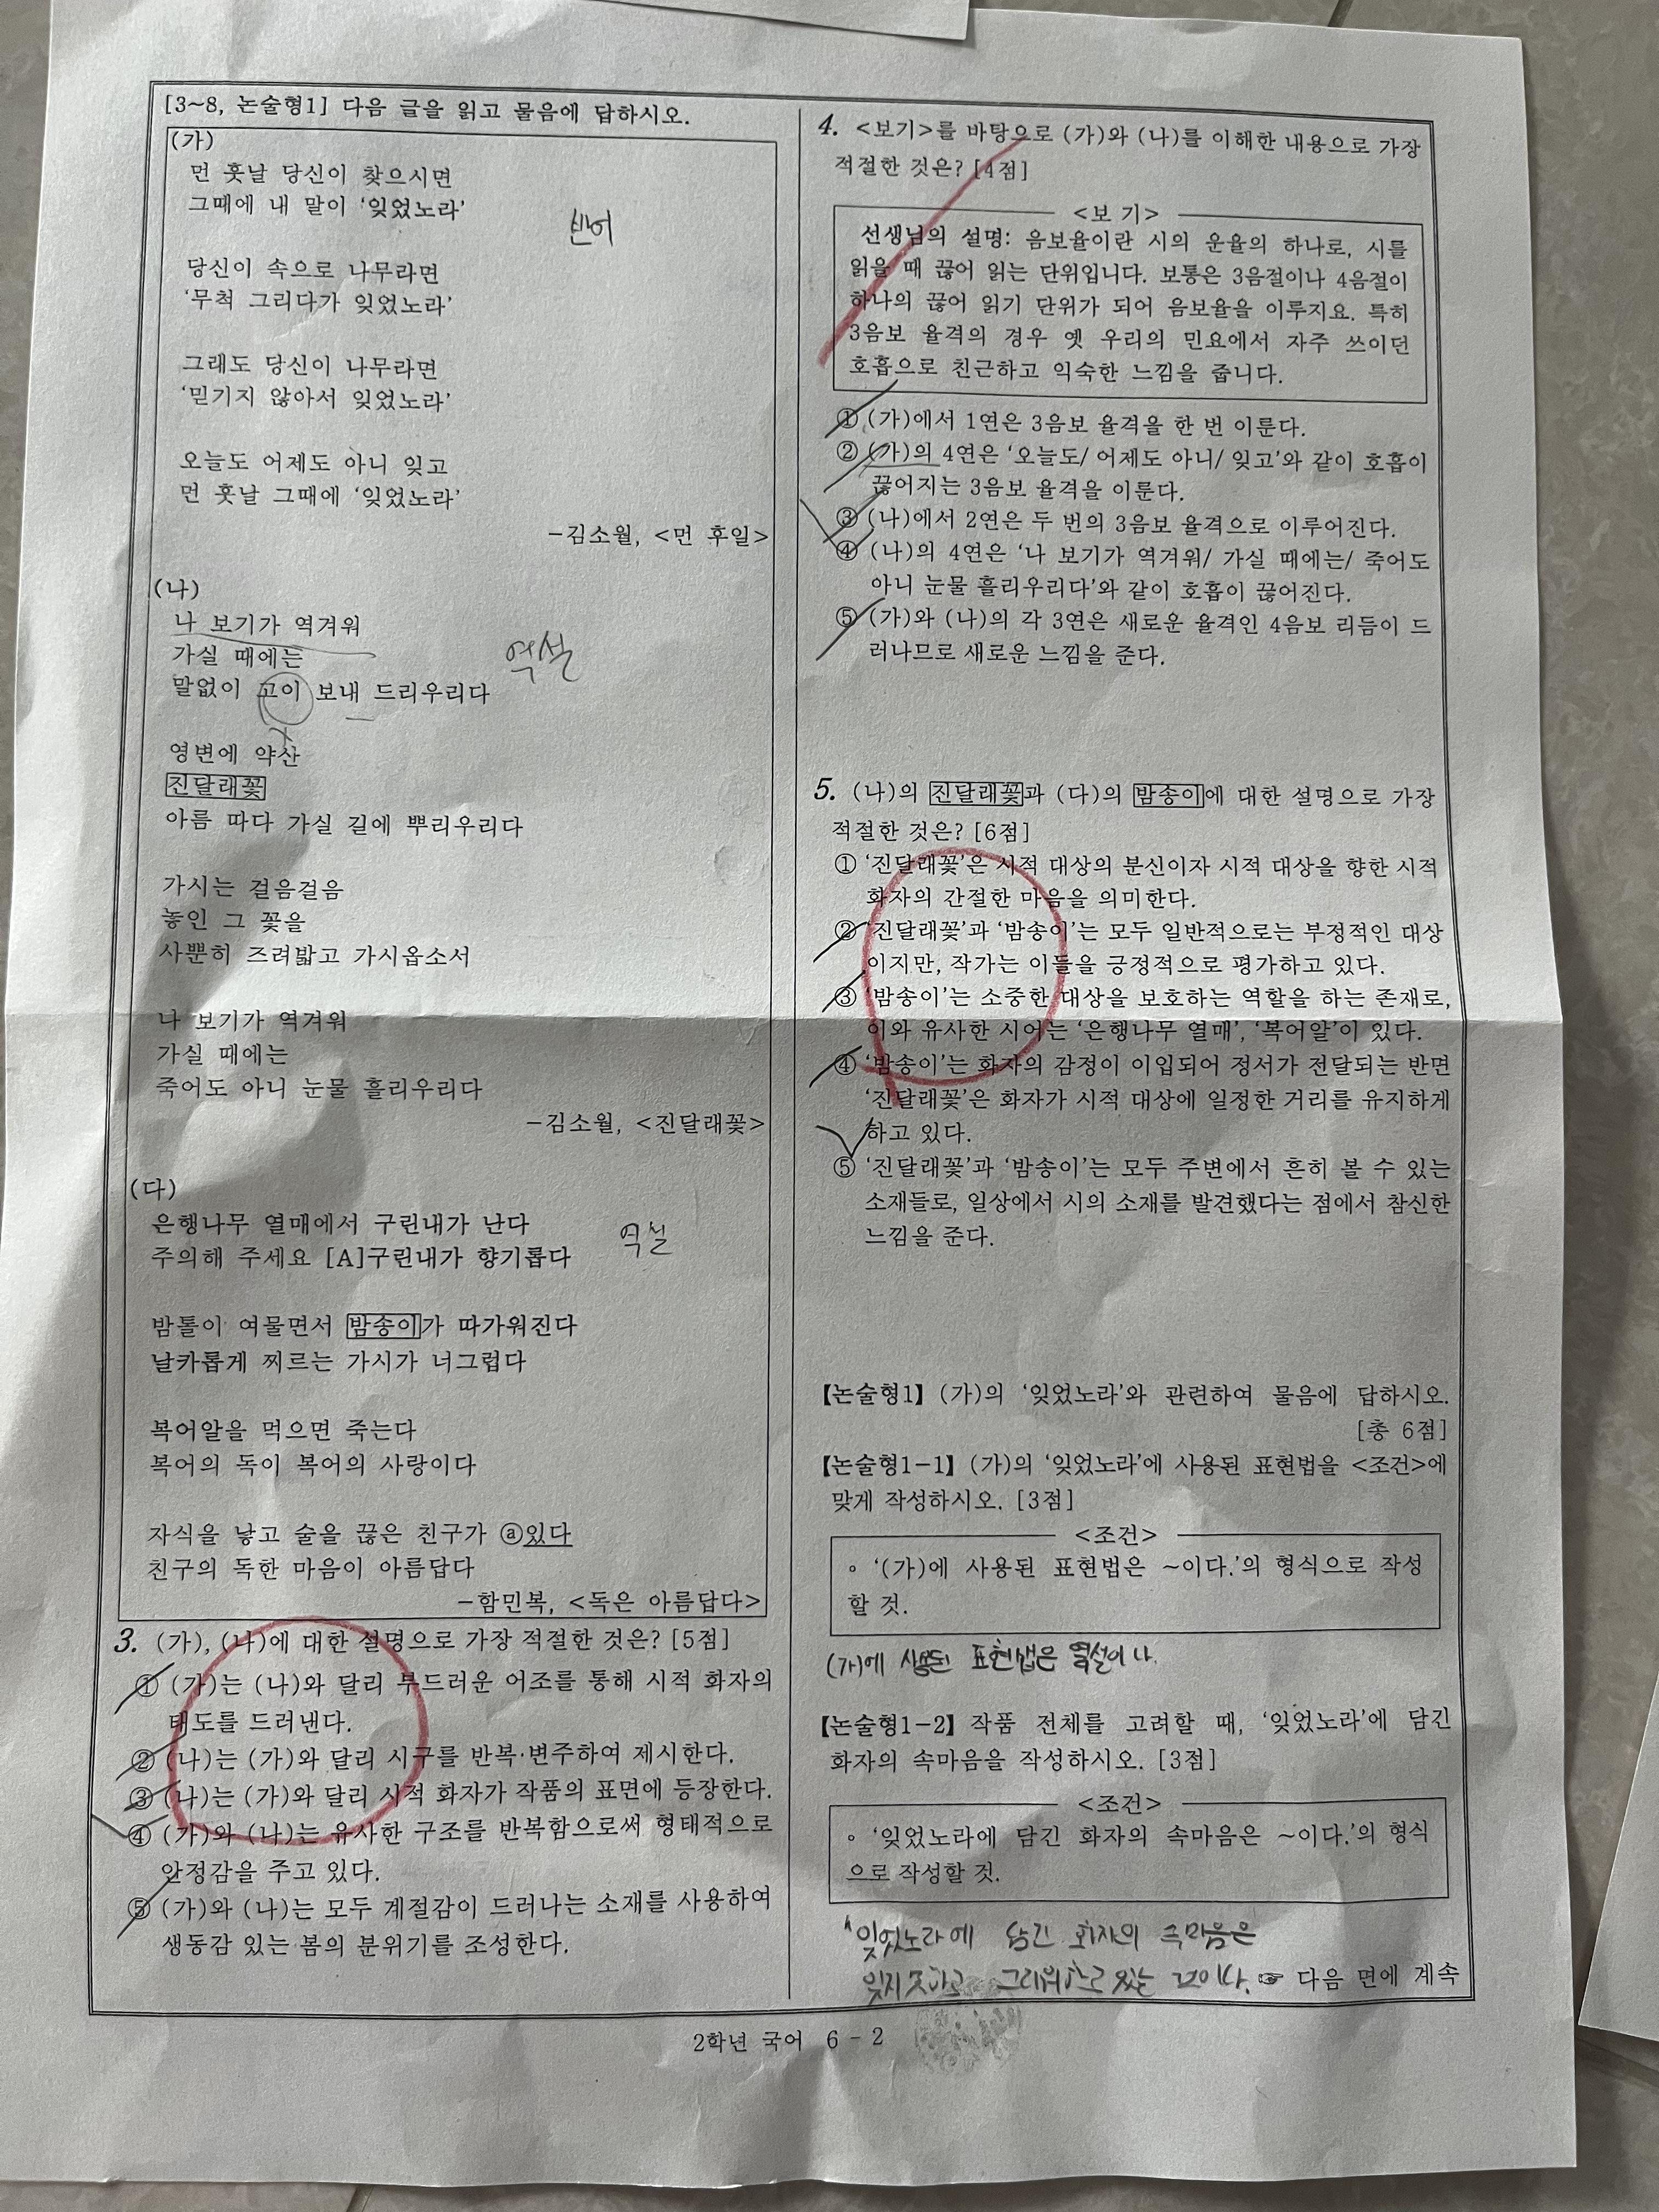 [3~8, 논술형1] 다음 글을 읽고 물음에 답하시오.
(가)
먼 훗날 당신이 찾으시면
그때에 내 말이 '잊었노라'
반어
당신이 속으로 나무라면
'무척 그리다가 잊었노라'
그래도 당신이 나무라면
'믿기지 않아서 잊었노라'
오늘도 어제도 아니 잊고
먼 훗날 그때에 '잊었노라'
-김소월, <먼 후일>
(나)
나 보기가 역겨워
가실 때에는
역설
말없이 고이 보내 드리우리다
영변에 약산
진달래꽃
아름 따다 가실 길에 뿌리우리다
가시는 걸음걸음
놓인 그 꽃을
사뿐히 즈려밟고 가시옵소서
나 보기가 역겨워
가실 때에는
죽어도 아니 눈물 흘리우리다
-김소월, <진달래꽃>
(다)
은행나무 열매에서 구린내가 난다
주의해 주세요 [A]구린내가 향기롭다
역설
밤톨이 여물면서 밤송이가 따가워진다
날카롭게 찌르는 가시가 너그럽다
복어알을 먹으면 죽는다
복어의 독이 복어의 사랑이다
자식을 낳고 술을 끊은 친구가 ⓐ있다
친구의 독한 마음이 아름답다
-함민복, <독은 아름답다>
3. (가), (나)에 대한 설명으로 가장 적절한 것은? [5점]
① (가)는 (나)와 달리 부드러운 어조를 통해 시적 화자의
태도를 드러낸다.
② (나)는 (가)와 달리 시구를 반복·변주하여 제시한다.
③ (나)는 (가)와 달리 시적 화자가 작품의 표면에 등장한다.
④ (가)와 (나)는 유사한 구조를 반복함으로써 형태적으로
안정감을 주고 있다.
⑤ (가)와 (나)는 모두 계절감이 드러나는 소재를 사용하여
생동감 있는 봄의 분위기를 조성한다.
4. <보기>를 바탕으로 (가)와 (나)를 이해한 내용으로 가장
적절한 것은? [4점]
<보 기>
선생님의 설명: 음보율이란 시의 운율의 하나로, 시를
읽을 때 끊어 읽는 단위입니다. 보통은 3음절이나 4음절이
하나의 끊어 읽기 단위가 되어 음보율을 이루지요. 특히
3음보 율격의 경우 옛 우리의 민요에서 자주 쓰이던
호흡으로 친근하고 익숙한 느낌을 줍니다.
① (가)에서 1연은 3음보 율격을 한 번 이룬다.
② (가)의 4연은 '오늘도/ 어제도 아니/ 잊고'와 같이 호흡이
끊어지는 3음보 율격을 이룬다.
③ (나)에서 2연은 두 번의 3음보 율격으로 이루어진다.
④ (나)의 4연은 '나 보기가 역겨워/ 가실 때에는/ 죽어도
아니 눈물 흘리우리다'와 같이 호흡이 끊어진다.
⑤ (가)와 (나)의 각 3연은 새로운 율격인 4음보 리듬이 드
러나므로 새로운 느낌을 준다.
5. (나)의 진달래꽃과 (다)의 밤송이에 대한 설명으로 가장
적절한 것은? [6점]
① '진달래꽃'은 시적 대상의 분신이자 시적 대상을 향한 시적
화자의 간절한 마음을 의미한다.
② '진달래꽃'과 '밤송이'는 모두 일반적으로는 부정적인 대상
이지만, 작가는 이들을 긍정적으로 평가하고 있다.
③ '밤송이'는 소중한 대상을 보호하는 역할을 하는 존재로,
이와 유사한 시어는 '은행나무 열매', '복어알'이 있다.
④ '밤송이'는 화자의 감정이 이입되어 정서가 전달되는 반면
'진달래꽃'은 화자가 시적 대상에 일정한 거리를 유지하게
하고 있다.
⑤ '진달래꽃'과 '밤송이'는 모두 주변에서 흔히 볼 수 있는
소재들로, 일상에서 시의 소재를 발견했다는 점에서 참신한
느낌을 준다.
【논술형1】 (가)의 '잊었노라'와 관련하여 물음에 답하시오.
[총 6점]
【논술형1-1】 (가)의 '잊었노라'에 사용된 표현법을 <조건>에
맞게 작성하시오. [3점]
<조건>
◦ '(가)에 사용된 표현법은 ~이다.'의 형식으로 작성
할 것.
(가)에 사용된 표현법은 역설이다.
【논술형1-2】 작품 전체를 고려할 때, '잊었노라'에 담긴
화자의 속마음을 작성하시오. [3점]
<조건>
◦ '잊었노라에 담긴 화자의 속마음은 ~이다.'의 형식
으로 작성할 것.
잊었노라에 담긴 화자의 속마음은
잊지못하고 그리워하고 있는 것이다.
☞ 다음 면에 계속
2학년 국어 6 - 2